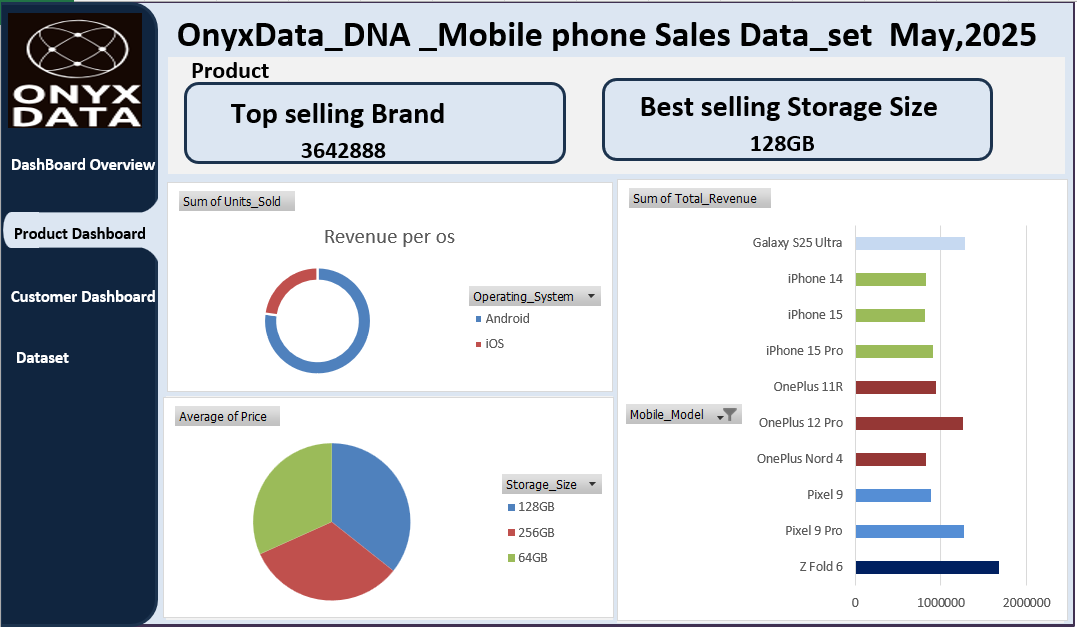 OnyxData_DNA _Mobile phone Sales Data_set May,2025
ONYX
DATA
DashBoard Overview
Product Dashboard
Customer Dashboard
Dataset
Product
Top selling Brand
3642888
Best selling Storage Size
128GB
Sum of Units_Sold
Revenue per os
Operating_System
Android
iOS
Average of Price
Storage_Size
128GB
256GB
64GB
Sum of Total_Revenue
Mobile_Model
Galaxy S25 Ultra
iPhone 14
iPhone 15
iPhone 15 Pro
OnePlus 11R
OnePlus 12 Pro
OnePlus Nord 4
Pixel 9
Pixel 9 Pro
Z Fold 6
0 1000000 2000000